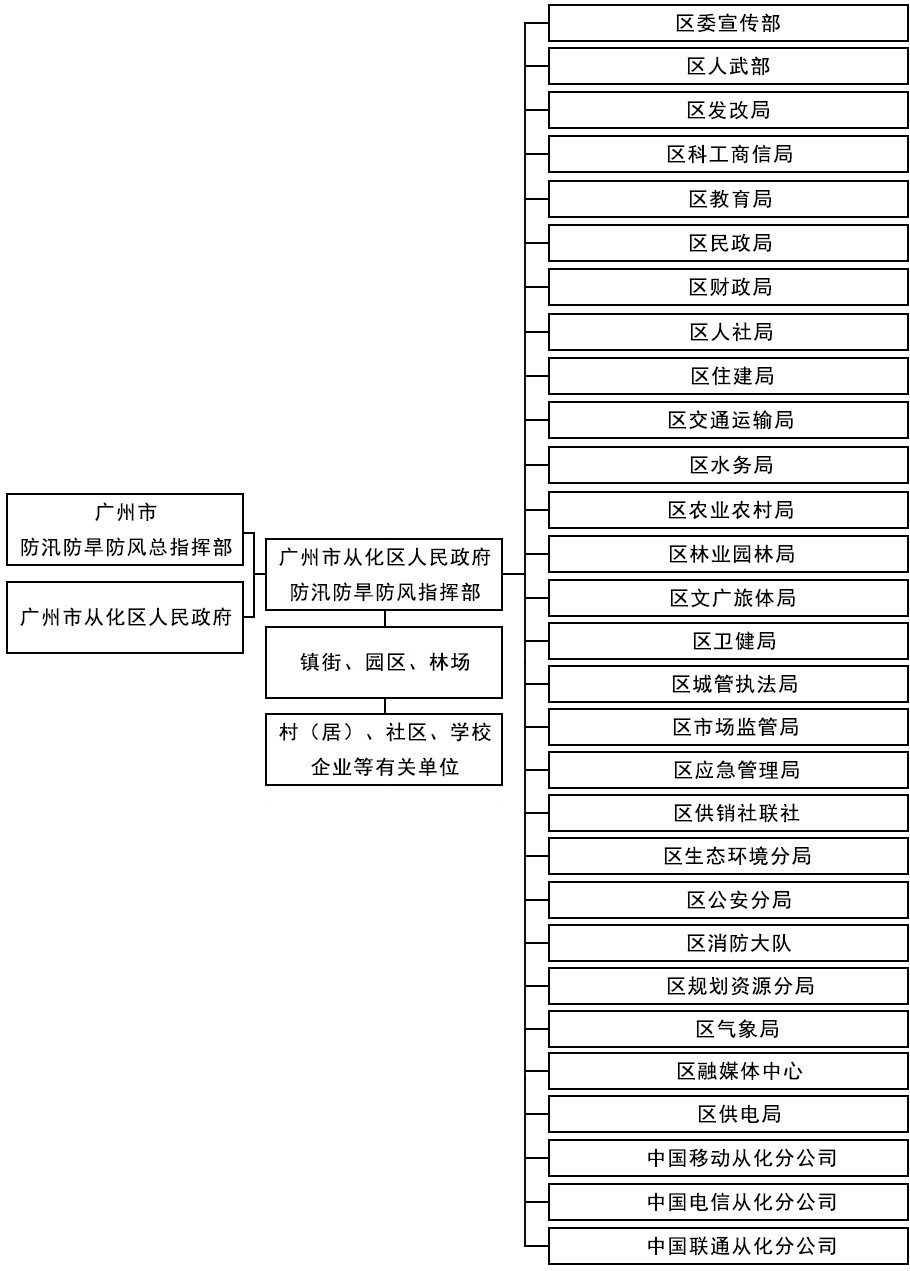 广州市
防汛防旱防风总指挥部
广州市从化区人民政府
广州市从化区人民政府
防汛防旱防风指挥部
镇街、园区、林场
村（居）、社区、学校
企业等有关单位
区委宣传部
区人武部
区发改局
区科工商信局
区教育局
区民政局
区财政局
区人社局
区住建局
区交通运输局
区水务局
区农业农村局
区林业园林局
区文广旅体局
区卫健局
区城管执法局
区市场监管局
区应急管理局
区供销社联社
区生态环境分局
区公安分局
区消防大队
区规划资源分局
区气象局
区融媒体中心
区供电局
中国移动从化分公司
中国电信从化分公司
中国联通从化分公司